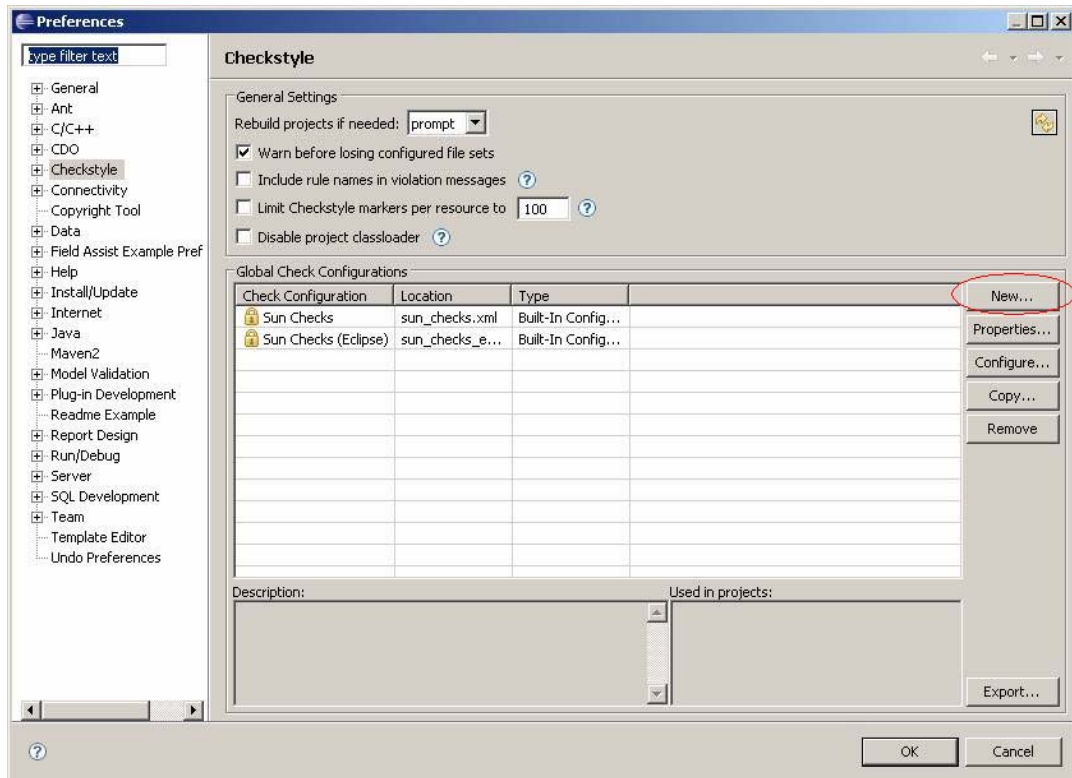 Preferences
type filter text
General
Ant
C/C++
CDO
Checkstyle
Connectivity
Copyright Tool
Data
Field Assist Example Pref
Help
Install/Update
Internet
Java
Maven2
Model Validation
Plug-in Development
Readme Example
Report Design
Run/Debug
Server
SQL Development
Team
Template Editor
Undo Preferences
Checkstyle
General Settings
Rebuild projects if needed: prompt
Warn before losing configured file sets
Include rule names in violation messages ?
Limit Checkstyle markers per resource to 100 ?
Disable project classloader ?
Global Check Configurations
Check Configuration Location Type
Sun Checks sun_checks.xml Built-In Config...
Sun Checks (Eclipse) sun_checks_e... Built-In Config...
New...
Properties...
Configure...
Copy...
Remove
Description:
Used in projects:
Export...
?
OK Cancel